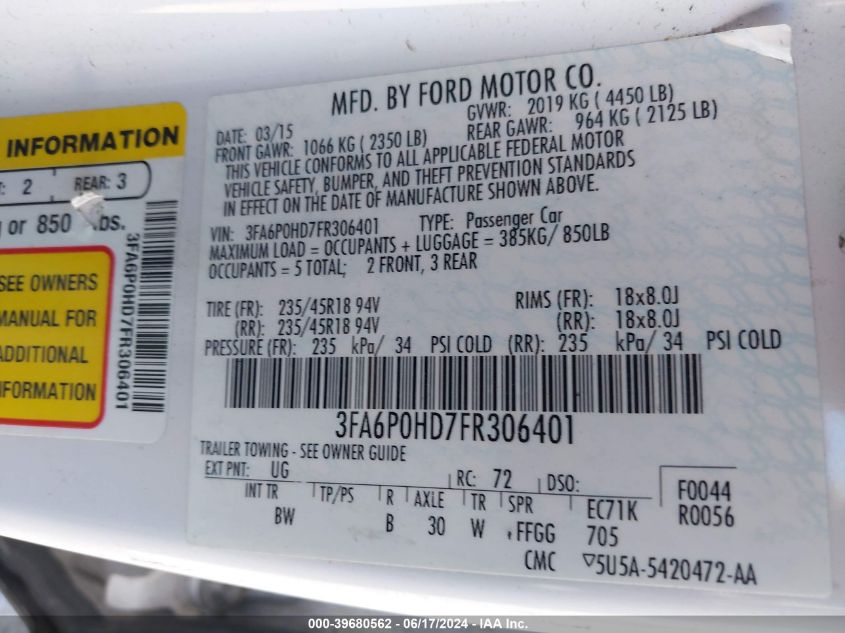 MFD. BY FORD MOTOR CO.
DATE: 03/15 GVWR: 2019 KG ( 4450 LB)
FRONT GAWR: 1066 KG ( 2350 LB) REAR GAWR: 964 KG ( 2125 LB)
THIS VEHICLE CONFORMS TO ALL APPLICABLE FEDERAL MOTOR
VEHICLE SAFETY, BUMPER, AND THEFT PREVENTION STANDARDS
IN EFFECT ON THE DATE OF MANUFACTURE SHOWN ABOVE.
VIN: 3FA6P0HD7FR306401 TYPE: Passenger Car
MAXIMUM LOAD = OCCUPANTS + LUGGAGE = 385KG/ 850LB
OCCUPANTS = 5 TOTAL; 2 FRONT, 3 REAR
TIRE (FR): 235/45R18 94V RIMS (FR): 18x8.0J
(RR): 235/45R18 94V (RR): 18x8.0J
PRESSURE (FR): 235 kPa/ 34 PSI COLD (RR): 235 kPa/ 34 PSI COLD
3FA6P0HD7FR306401
TRAILER TOWING - SEE OWNER GUIDE
EXT PNT: UG RC: 72 DSO:
INT TR TP/PS R AXLE TR SPR EC71K F0044
BW B 30 W FFGG 705 R0056
CMC 5U5A-5420472-AA
INFORMATION
2 REAR: 3
or 850 lbs.
3FA6P0HD7FR306401
SEE OWNERS
MANUAL FOR
ADDITIONAL
INFORMATION
000-39680562 - 06/17/2024 - IAA Inc.